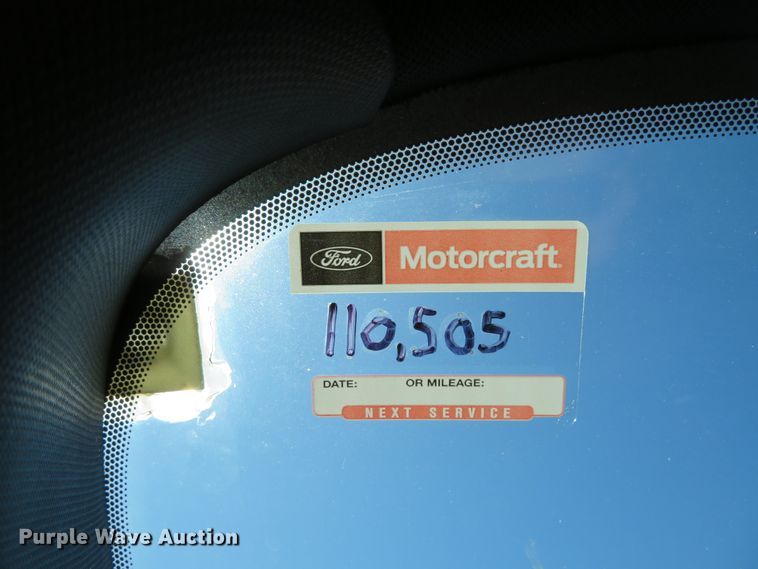 Ford Motorcraft
110,505
DATE: OR MILEAGE:
NEXT SERVICE
Purple Wave Auction